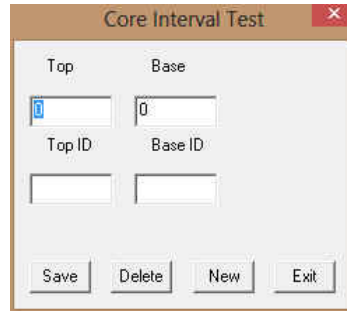 Core Interval Test
Top Base
0 0
Top ID Base ID
Save Delete New Exit